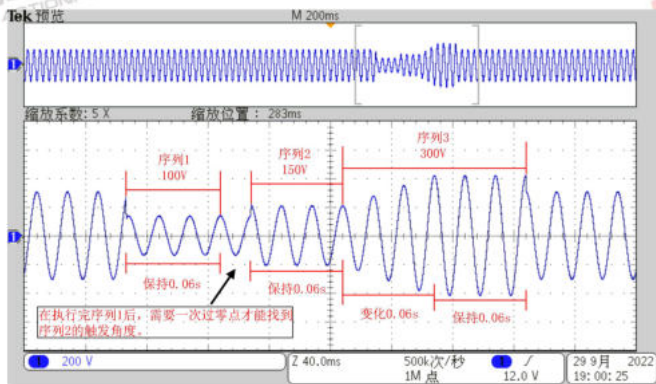 Tek 预览
M 200ms
缩放系数: 5 X
缩放位置: 283ms
序列1
100V
序列2
150V
序列3
300V
保持0.06s
保持0.06s
变化0.06s
保持0.06s
在执行完序列1后，需要一次过零点才能找到
序列2的触发角度。
1 200 V
Z 40.0ms
500k次/秒
1M 点
1
12.0 V
29 9月 2022
19:00:25